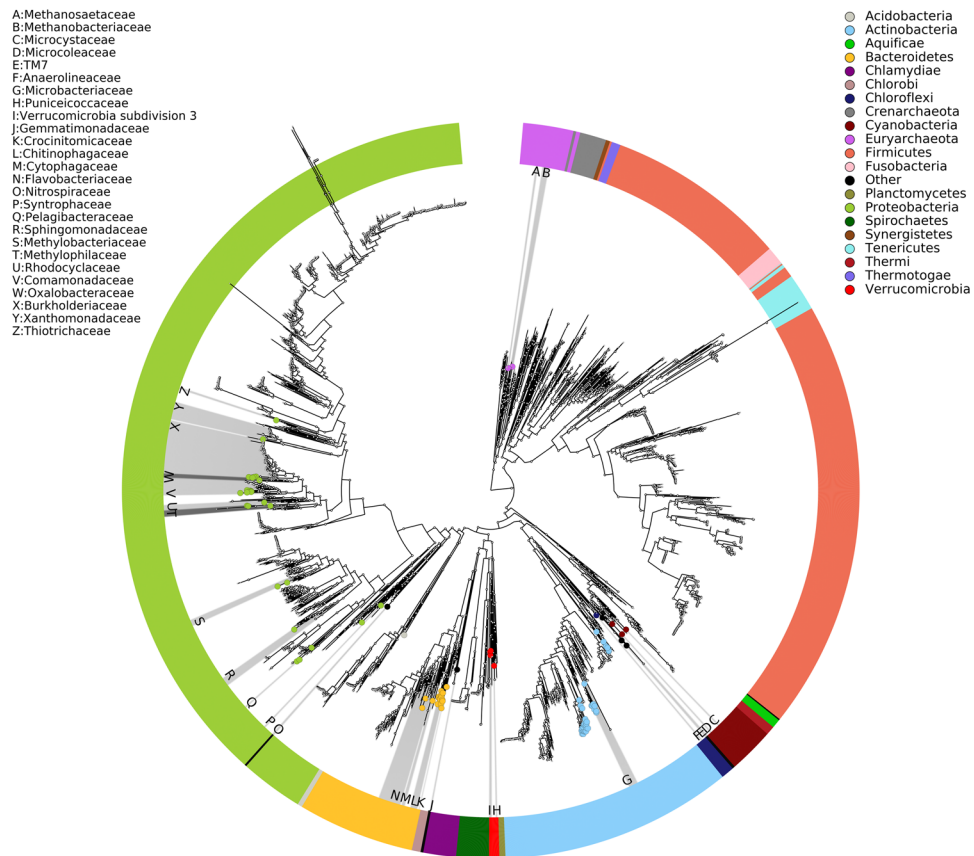 A:Methanosaetaceae
B:Methanobacteriaceae
C:Microcystaceae
D:Microcoleaceae
E:TM7
F:Anaerolineaceae
G:Microbacteriaceae
H:Puniceicoccaceae
I:Verrucomicrobia subdivision 3
J:Gemmatimonadaceae
K:Crocinitomicaceae
L:Chitinophagaceae
M:Cytophagaceae
N:Flavobacteriaceae
O:Nitrospiraceae
P:Syntrophaceae
Q:Pelagibacteraceae
R:Sphingomonadaceae
S:Methylobacteriaceae
T:Methylophilaceae
U:Rhodocyclaceae
V:Comamonadaceae
W:Oxalobacteraceae
X:Burkholderiaceae
Y:Xanthomonadaceae
Z:Thiotrichaceae
Acidobacteria
Actinobacteria
Aquificae
Bacteroidetes
Chlamydiae
Chlorobi
Chloroflexi
Crenarchaeota
Cyanobacteria
Euryarchaeota
Firmicutes
Fusobacteria
Other
Planctomycetes
Proteobacteria
Spirochaetes
Synergistetes
Tenericutes
Thermi
Thermotogae
Verrucomicrobia
A B
Z
Y
X
W
V
U
T
S
R
Q
P O
N M L K J
I H
G
F E D C